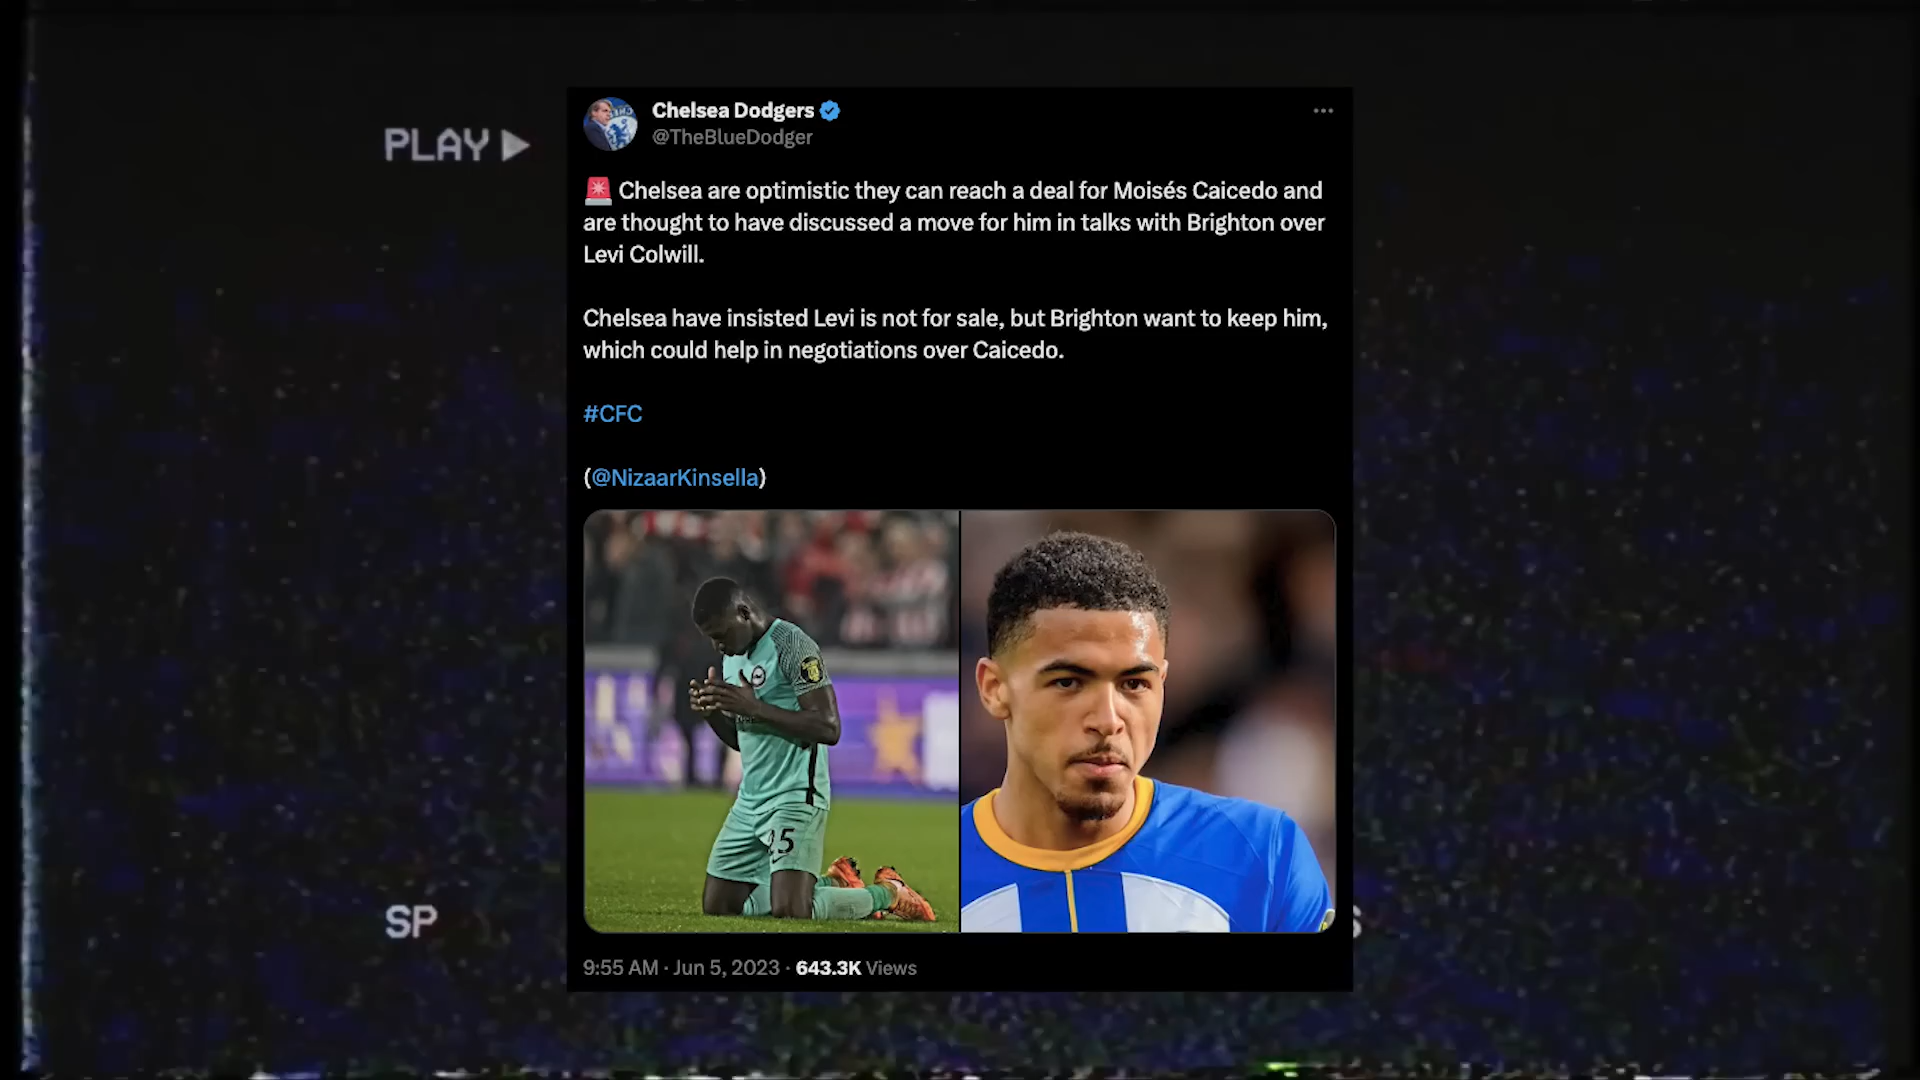 PLAY
Chelsea Dodgers
@TheBlueDodger
Chelsea are optimistic they can reach a deal for Moisés Caicedo and
are thought to have discussed a move for him in talks with Brighton over
Levi Colwill.
Chelsea have insisted Levi is not for sale, but Brighton want to keep him,
which could help in negotiations over Caicedo.
#CFC
(@NizaarKinsella)
25
SP
9:55 AM · Jun 5, 2023 · 643.3K Views